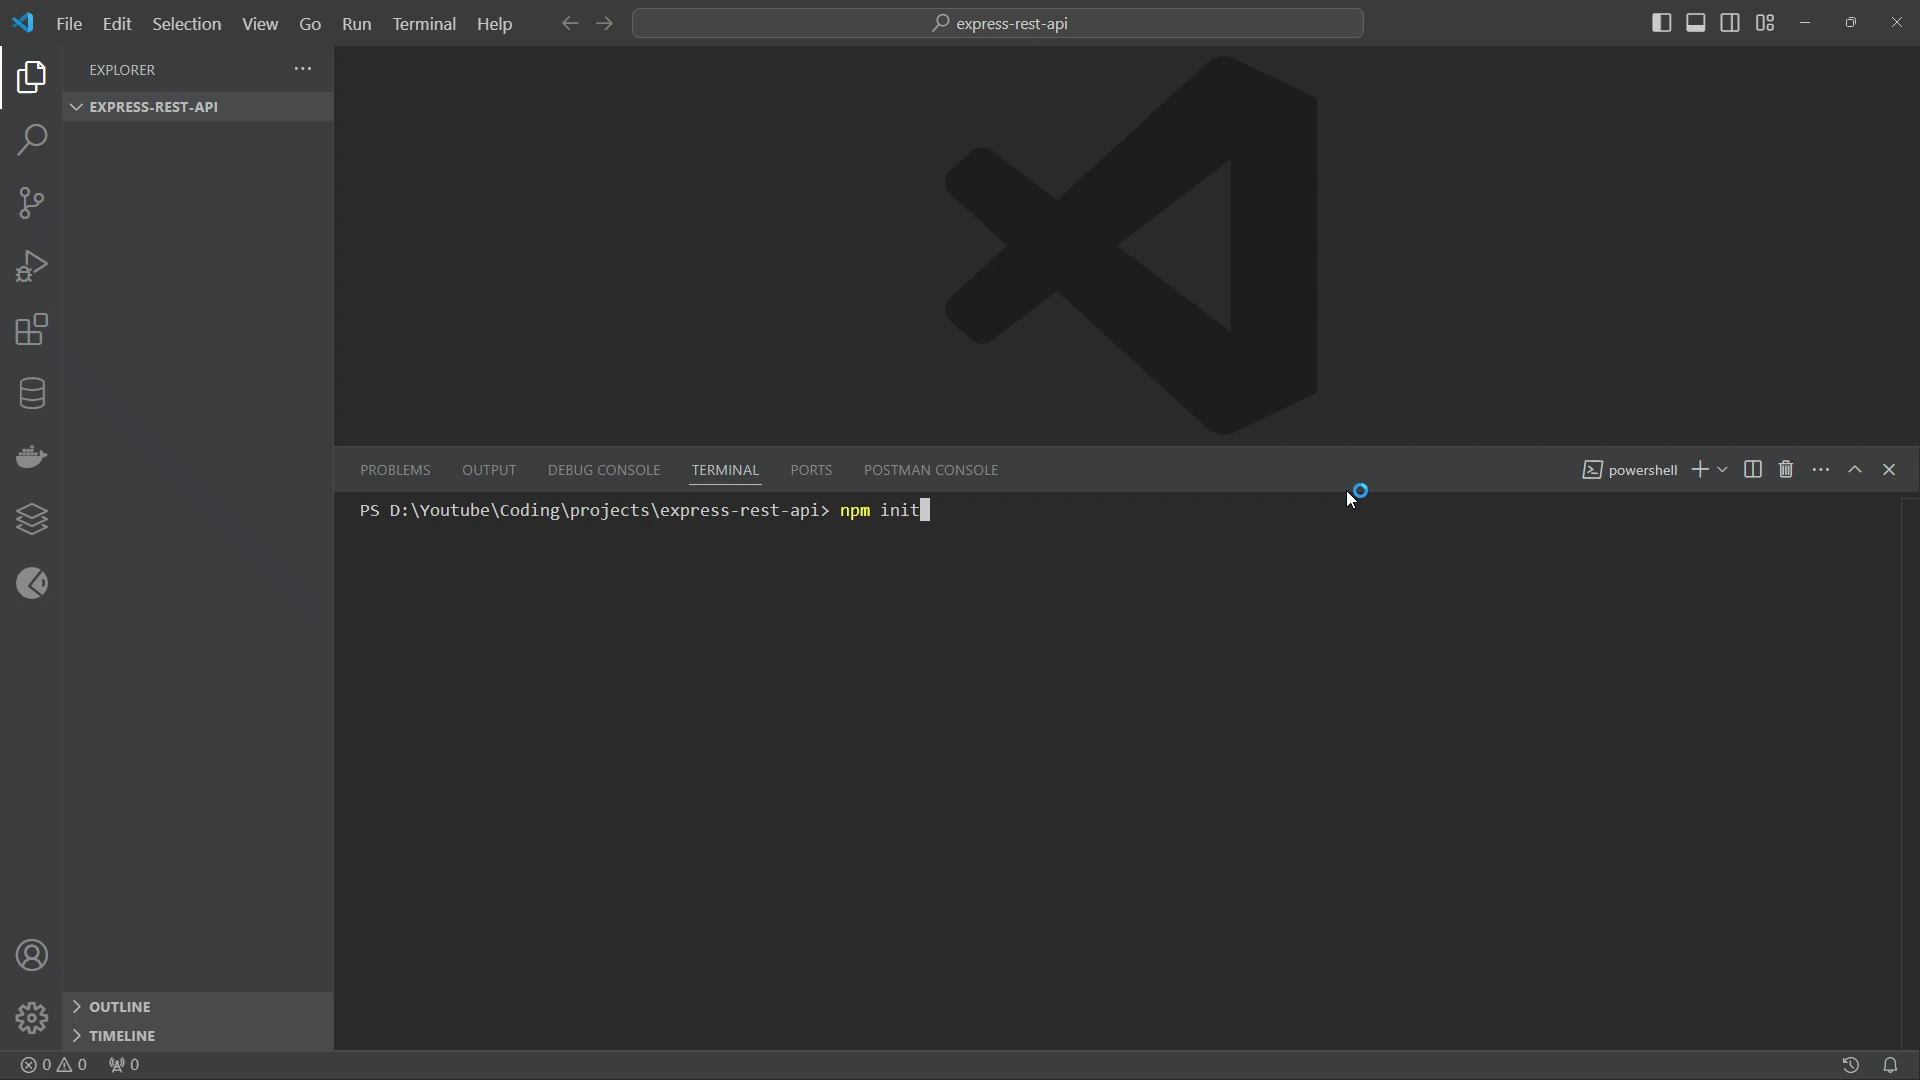 File Edit Selection View Go Run Terminal Help
express-rest-api
EXPLORER
EXPRESS-REST-API
PROBLEMS OUTPUT DEBUG CONSOLE TERMINAL PORTS POSTMAN CONSOLE
powershell
PS D:\Youtube\Coding\projects\express-rest-api> npm init
OUTLINE
TIMELINE
0 0 0